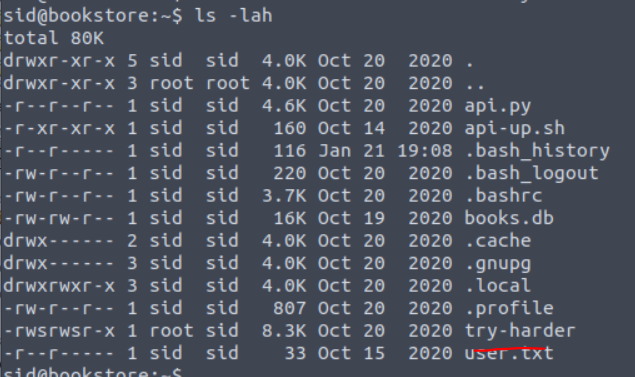 sid@bookstore:~$ ls -lah
total 80K
drwxr-xr-x 5 sid  sid  4.0K Oct 20  2020 .
drwxr-xr-x 3 root root 4.0K Oct 20  2020 ..
-r--r--r-- 1 sid  sid  4.6K Oct 20  2020 api.py
-r-xr-xr-x 1 sid  sid   160 Oct 14  2020 api-up.sh
-r--r----- 1 sid  sid   116 Jan 21 19:08 .bash_history
-rw-r--r-- 1 sid  sid   220 Oct 20  2020 .bash_logout
-rw-r--r-- 1 sid  sid  3.7K Oct 20  2020 .bashrc
-rw-rw-r-- 1 sid  sid   16K Oct 19  2020 books.db
drwx------ 2 sid  sid  4.0K Oct 20  2020 .cache
drwx------ 3 sid  sid  4.0K Oct 20  2020 .gnupg
drwxrwxr-x 3 sid  sid  4.0K Oct 20  2020 .local
-rw-r--r-- 1 sid  sid   807 Oct 20  2020 .profile
-rwsrwsr-x 1 root sid  8.3K Oct 20  2020 try-harder
-r--r----- 1 sid  sid    33 Oct 15  2020 user.txt
sid@bookstore:~$